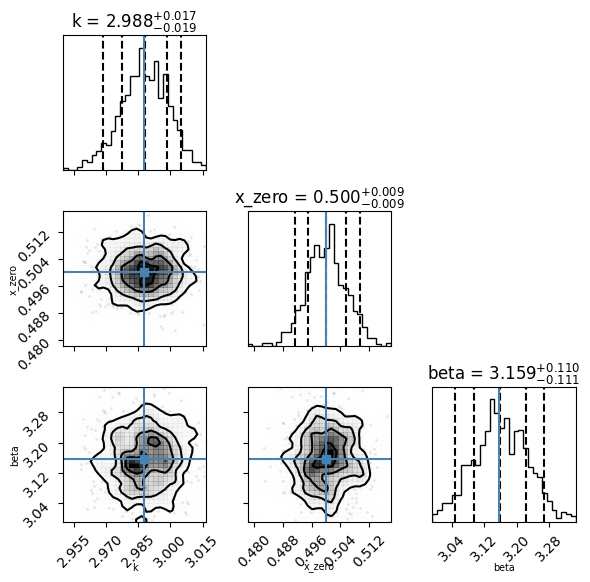 k = 2.988+0.017−0.019
x_zero = 0.500+0.009−0.009
x_zero
0.512
0.504
0.496
0.488
0.480
beta = 3.159+0.110−0.111
beta
3.28
3.20
3.12
3.04
2.955 2.970 2.985 3.000 3.015
k
0.480 0.488 0.496 0.504 0.512
x_zero
3.04 3.12 3.20 3.28
beta